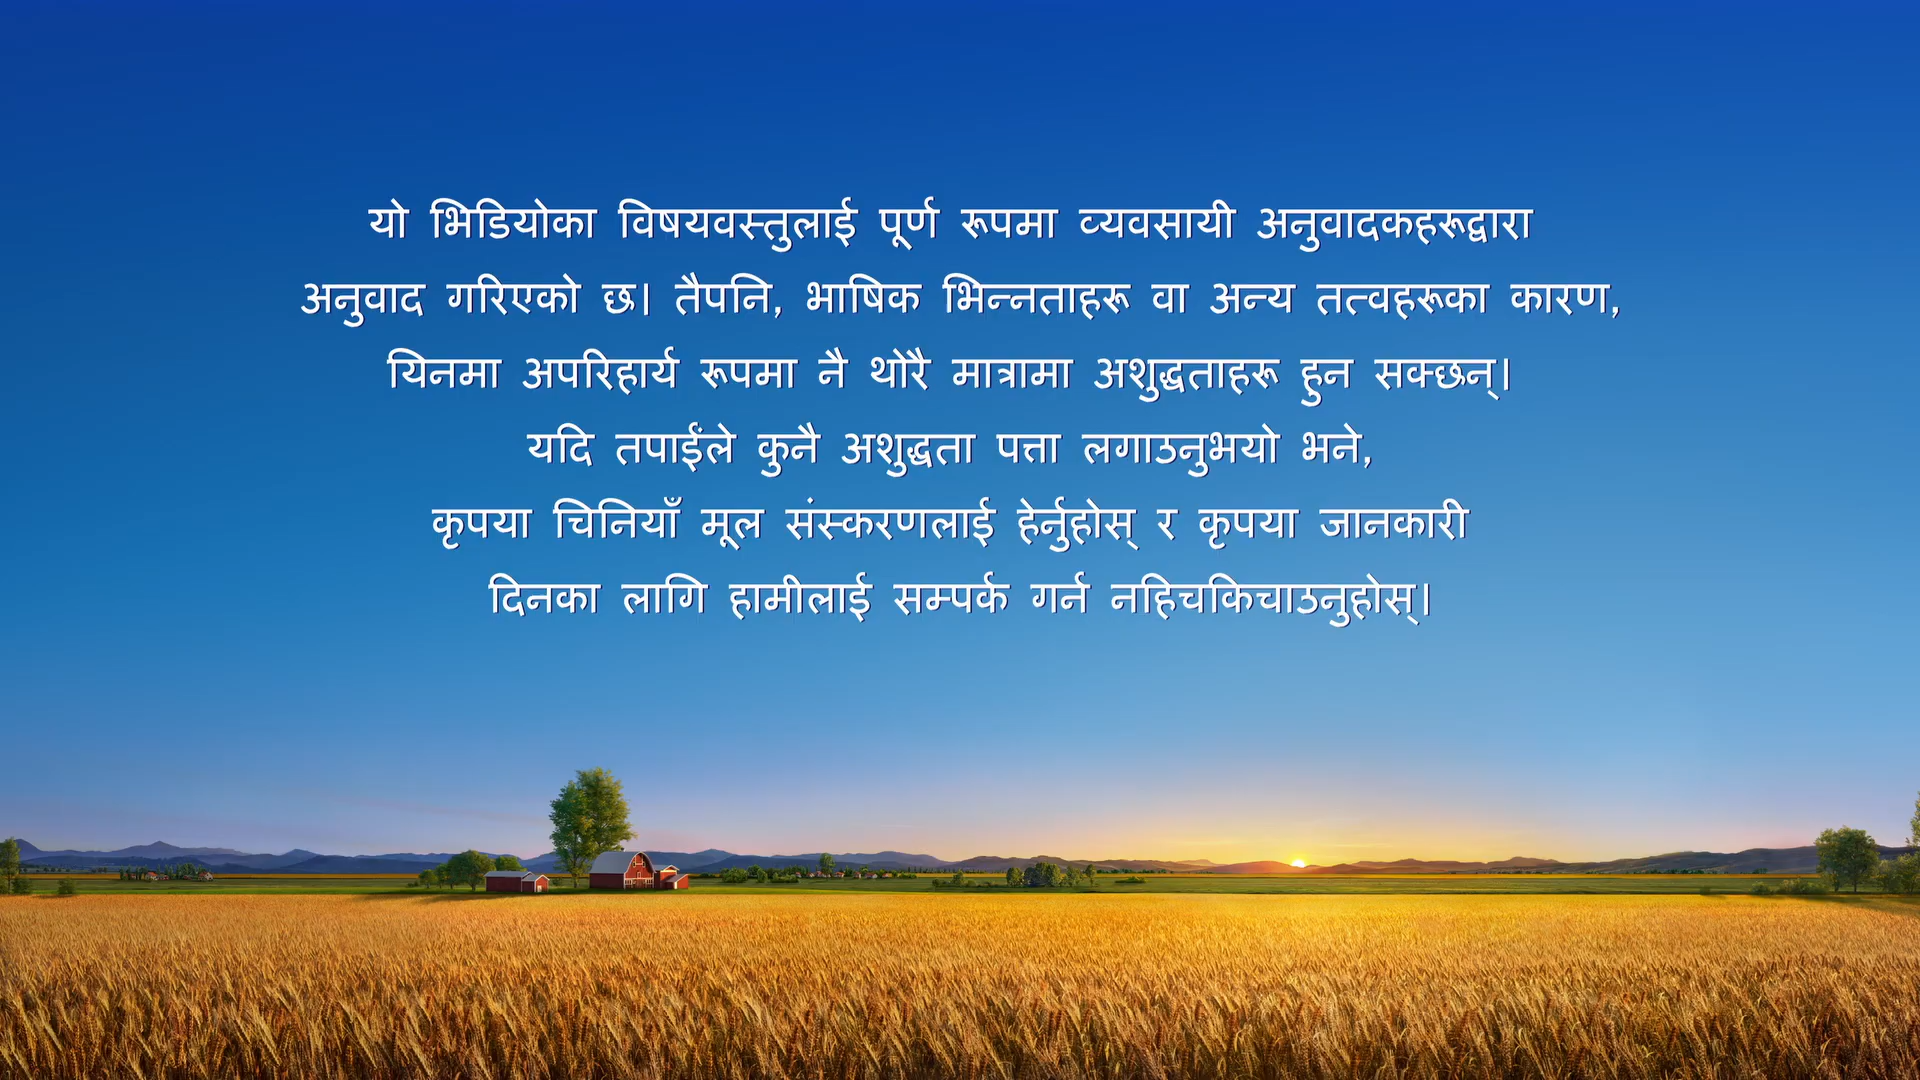 यो भिडियोका विषयवस्तुलाई पूर्ण रूपमा व्यवसायी अनुवादकहरूद्वारा
अनुवाद गरिएको छ। तैपनि, भाषिक भिन्नताहरू वा अन्य तत्वहरूका कारण,
यिनमा अपरिहार्य रूपमा नै थोरै मात्रामा अशुद्धताहरू हुन सक्छन्।
यदि तपाईंले कुनै अशुद्धता पत्ता लगाउनुभयो भने,
कृपया चिनियाँ मूल संस्करणलाई हेर्नुहोस् र कृपया जानकारी
दिनका लागि हामीलाई सम्पर्क गर्न नहिचकिचाउनुहोस्।